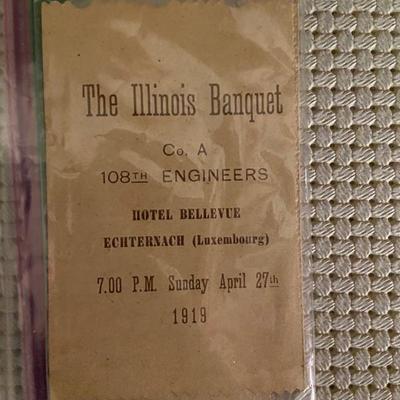 The Illinois Banquet
Co. A
108TH ENGINEERS
HOTEL BELLEVUE
ECHTERNACH (Luxembourg)
7.00 P.M. Sunday April 27th
1919